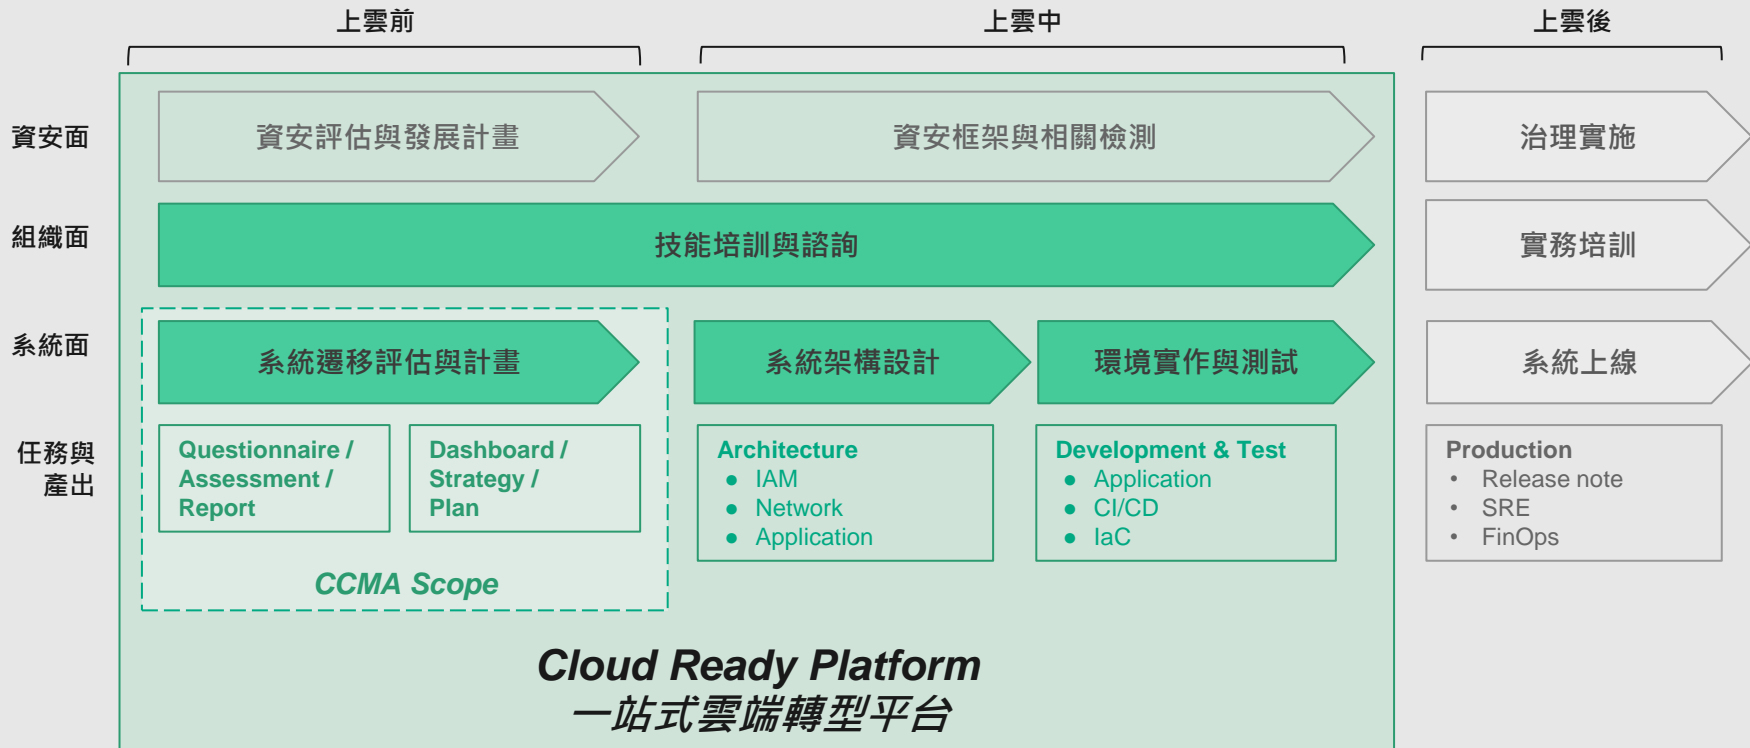 上雲前
上雲中
上雲後
資安面
資安評估與發展計畫
資安框架與相關檢測
治理實施
組織面
技能培訓與諮詢
實務培訓
系統面
系統遷移評估與計畫
系統架構設計
環境實作與測試
系統上線
任務與
產出
Questionnaire /
Assessment /
Report
Dashboard /
Strategy /
Plan
Architecture
● IAM
● Network
● Application
Development & Test
● Application
● CI/CD
● IaC
Production
• Release note
• SRE
• FinOps
CCMA Scope
Cloud Ready Platform
一站式雲端轉型平台